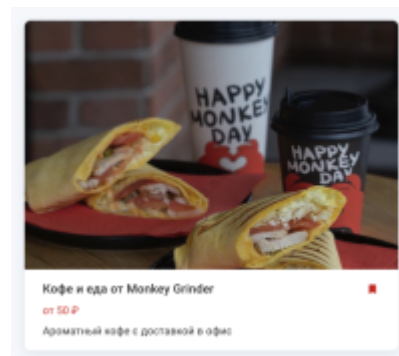 HAPPY
MONKEY
DAY
HAPPY
MONKEY
DAY
Кофе и еда от Monkey Grinder
от 50 ₽
Ароматный кофе с доставкой в офис